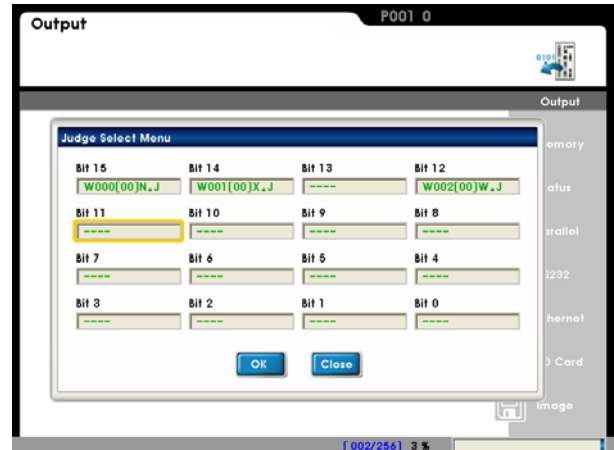 Output
P001 0
0101
Output
Judge Select Menu
emory
Bit 15 Bit 14 Bit 13 Bit 12
W000[00]N.J W001[00]X.J ---- W002[00]W.J
atus
Bit 11 Bit 10 Bit 9 Bit 8
---- ---- ---- ----
arallel
Bit 7 Bit 6 Bit 5 Bit 4
---- ---- ---- ----
S232
Bit 3 Bit 2 Bit 1 Bit 0
---- ---- ---- ----
hernet
OK Close
D Card
Image
[002/256] 3 %